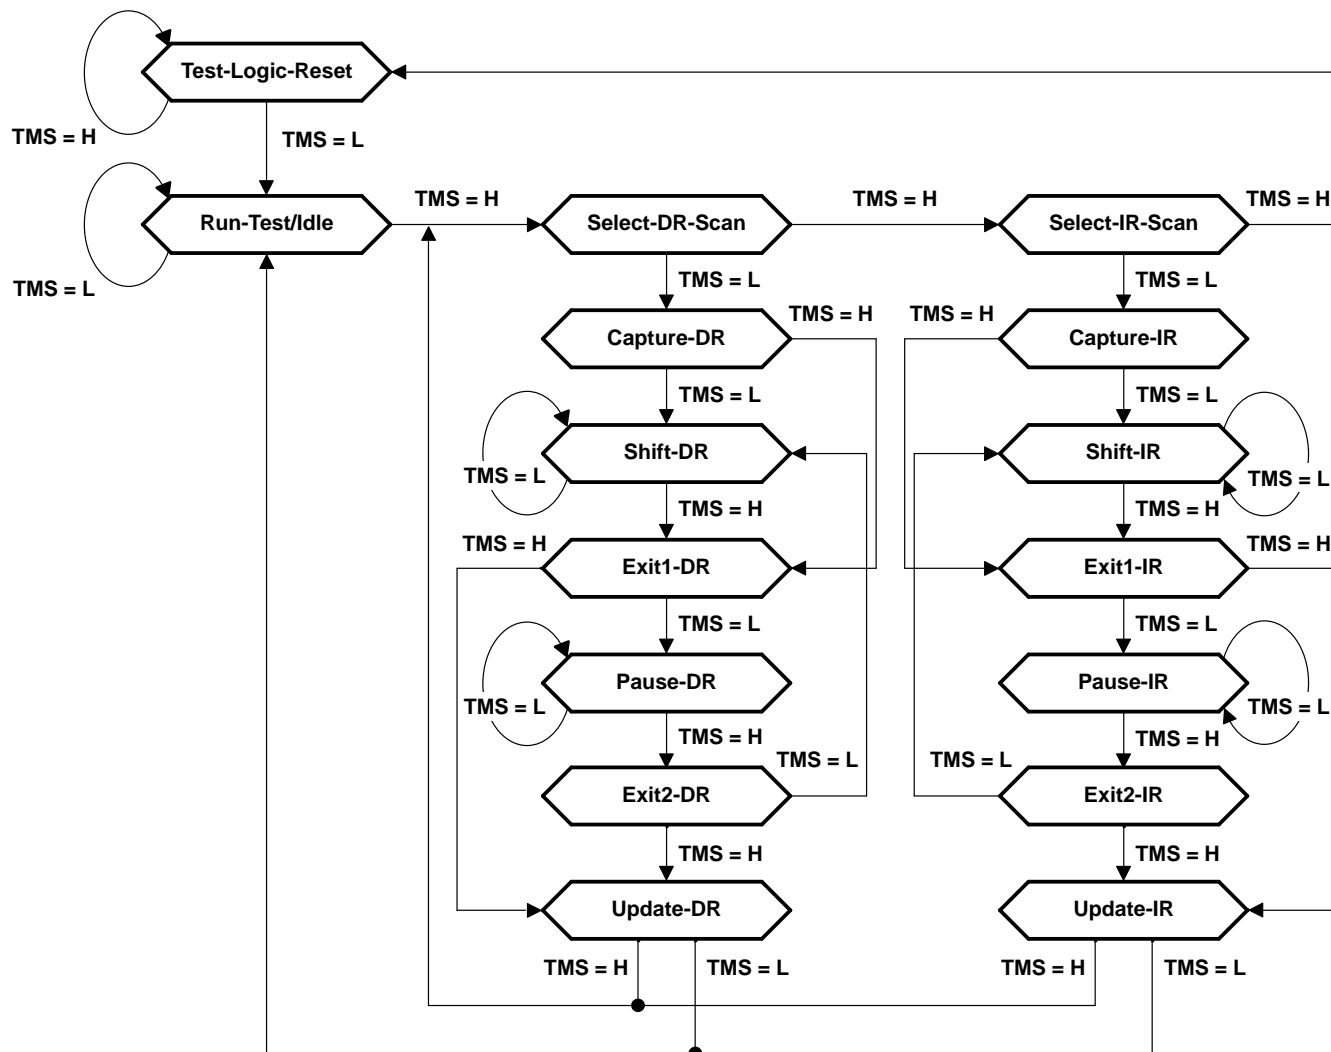 Test-Logic-Reset
TMS = H
TMS = L
TMS = H
TMS = H
TMS = H
Run-Test/Idle
Select-DR-Scan
Select-IR-Scan
TMS = L
TMS = L
TMS = L
TMS = H
TMS = H
Capture-DR
Capture-IR
TMS = L
TMS = L
Shift-DR
Shift-IR
TMS = L
TMS = L
TMS = H
TMS = H
TMS = H
TMS = H
Exit1-DR
Exit1-IR
TMS = L
TMS = L
Pause-DR
Pause-IR
TMS = L
TMS = L
TMS = H
TMS = H
TMS = L
TMS = L
Exit2-DR
Exit2-IR
TMS = H
TMS = H
Update-DR
Update-IR
TMS = H
TMS = L
TMS = H
TMS = L